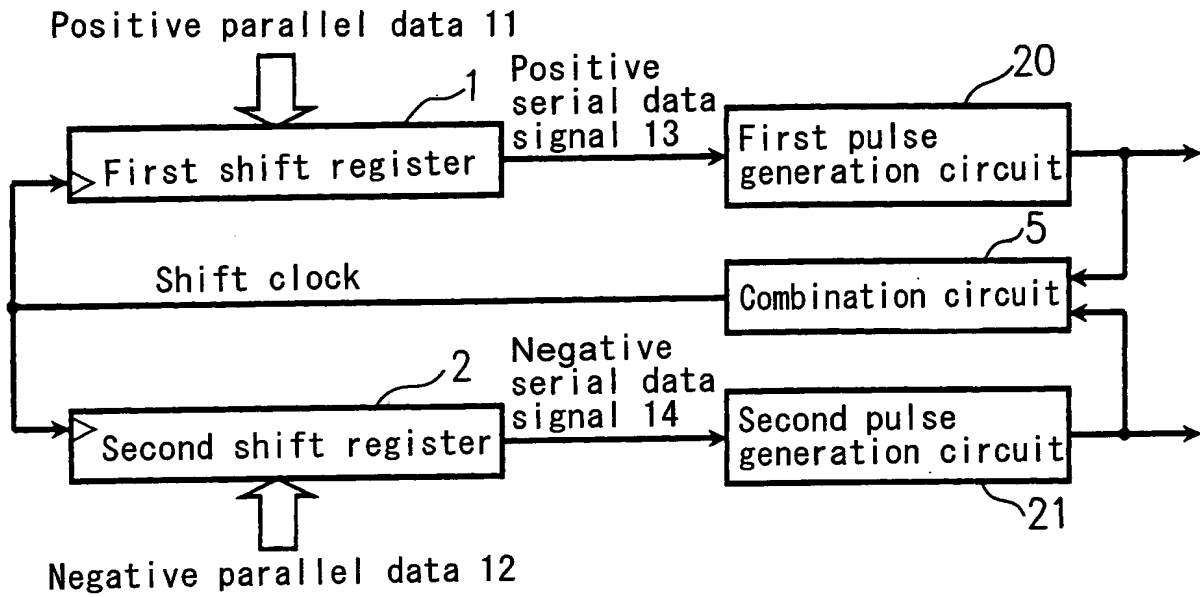 Positive parallel data 11
1
Positive
serial data
signal 13
20
First shift register
First pulse
generation circuit
5
Shift clock
Combination circuit
2
Negative
serial data
signal 14
Second shift register
Second pulse
generation circuit
21
Negative parallel data 12